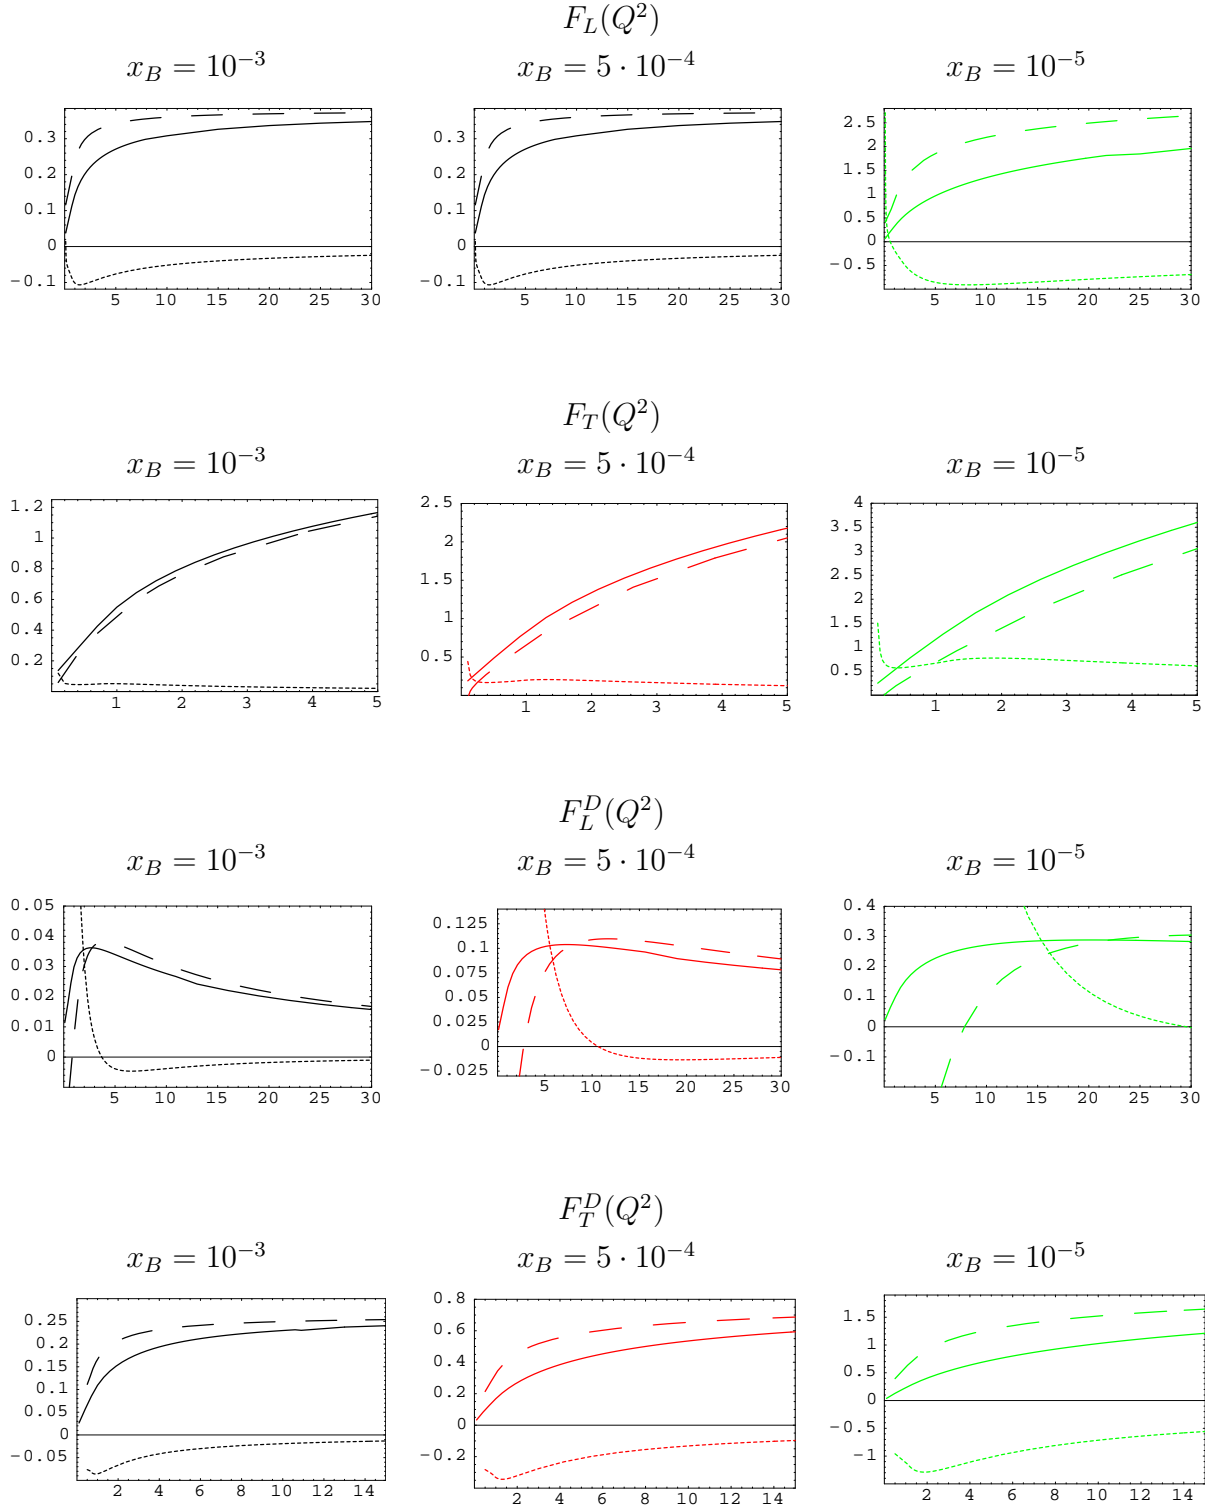 F_L(Q²)
x_B = 10⁻³ x_B = 5 · 10⁻⁴ x_B = 10⁻⁵
0.3 0.2 0.1 0 -0.1
5 10 15 20 25 30
0.3 0.2 0.1 0 -0.1
5 10 15 20 25 30
2.5 2 1.5 1 0.5 0 -0.5
5 10 15 20 25 30
F_T(Q²)
x_B = 10⁻³ x_B = 5 · 10⁻⁴ x_B = 10⁻⁵
1.2 1 0.8 0.6 0.4 0.2
1 2 3 4 5
2.5 2 1.5 1 0.5
1 2 3 4 5
4 3.5 3 2.5 2 1.5 1 0.5
1 2 3 4 5
F_L^D(Q²)
x_B = 10⁻³ x_B = 5 · 10⁻⁴ x_B = 10⁻⁵
0.05 0.04 0.03 0.02 0.01 0
5 10 15 20 25 30
0.125 0.1 0.075 0.05 0.025 0 -0.025
5 10 15 20 25 30
0.4 0.3 0.2 0.1 0 -0.1
5 10 15 20 25 30
F_T^D(Q²)
x_B = 10⁻³ x_B = 5 · 10⁻⁴ x_B = 10⁻⁵
0.25 0.2 0.15 0.1 0.05 0 -0.05
2 4 6 8 10 12 14
0.8 0.6 0.4 0.2 0 -0.2
2 4 6 8 10 12 14
1.5 1 0.5 0 -0.5 -1
2 4 6 8 10 12 14